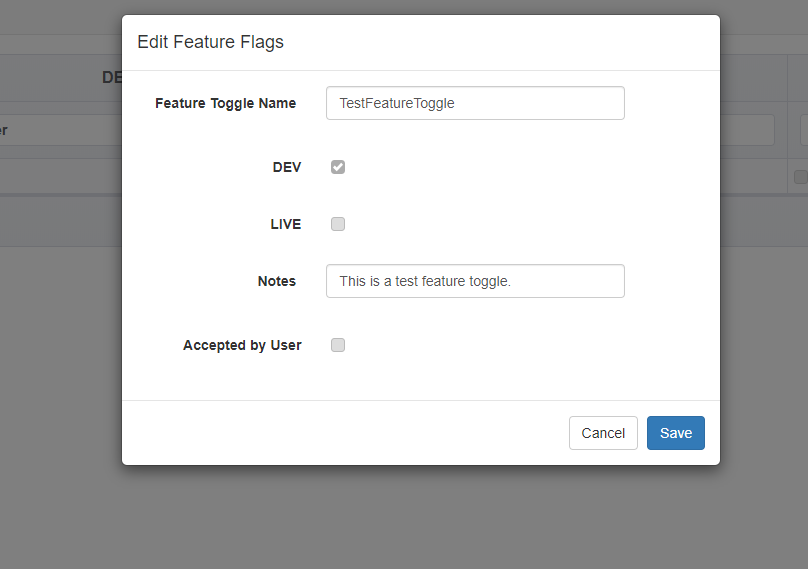 Edit Feature Flags
DE
Feature Toggle Name TestFeatureToggle
er
DEV
LIVE
Notes This is a test feature toggle.
Accepted by User
Cancel Save